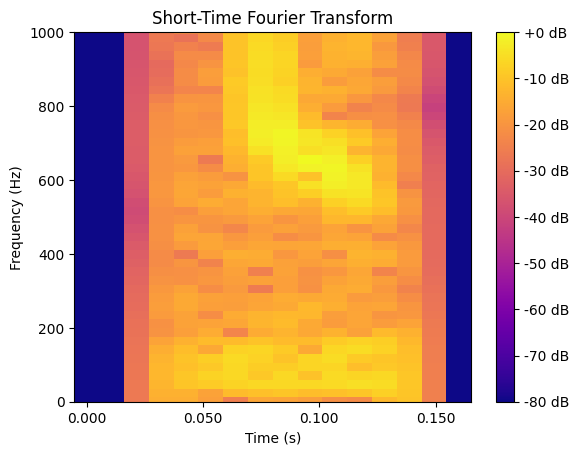 Short-Time Fourier Transform
1000
800
600
400
200
0
Frequency (Hz)
0.000
0.050
0.100
0.150
Time (s)
+0 dB
-10 dB
-20 dB
-30 dB
-40 dB
-50 dB
-60 dB
-70 dB
-80 dB